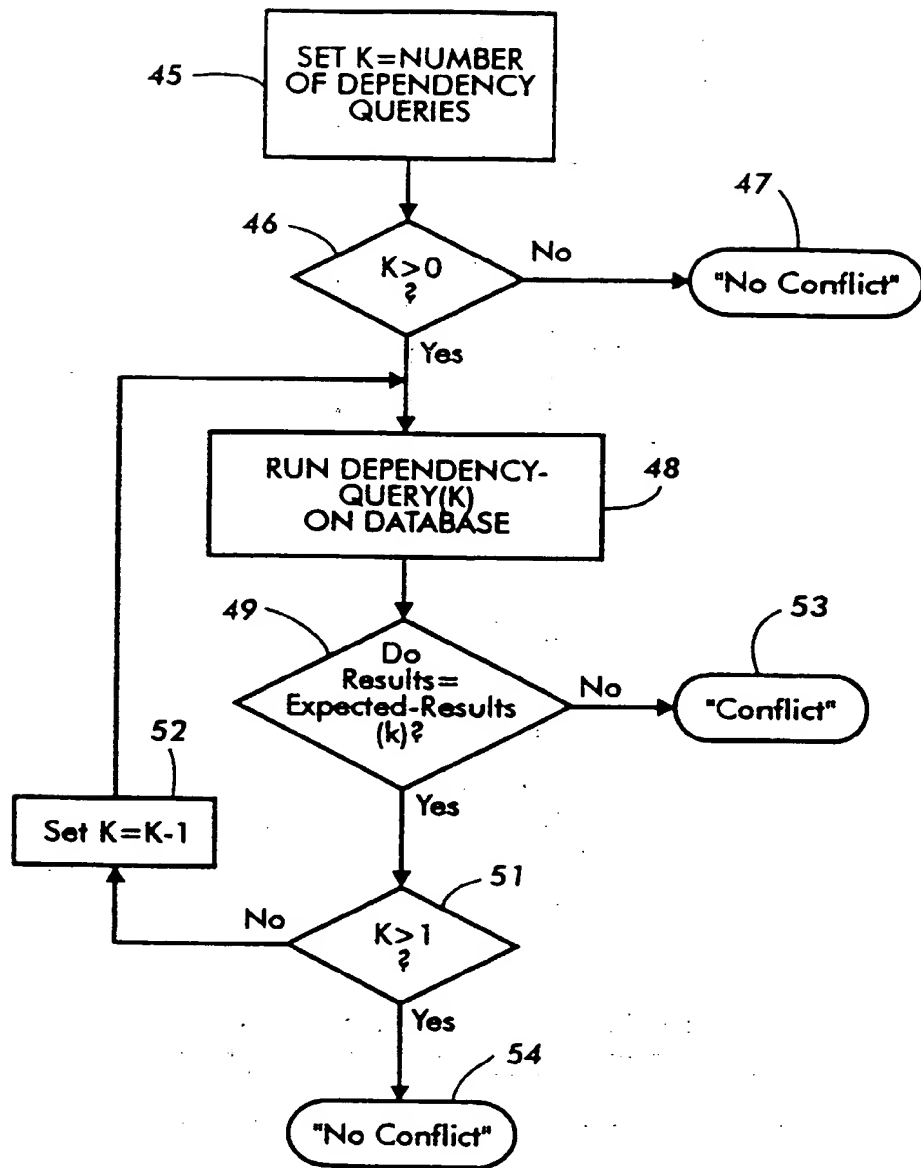 45
SET K=NUMBER
OF DEPENDENCY
QUERIES
46
K>0
?
No
47
"No Conflict"
Yes
RUN DEPENDENCY-
QUERY(K)
ON DATABASE
48
49
Do
Results=
Expected-Results
(k)?
No
53
"Conflict"
52
Set K=K-1
Yes
51
No
K>1
?
Yes
54
"No Conflict"